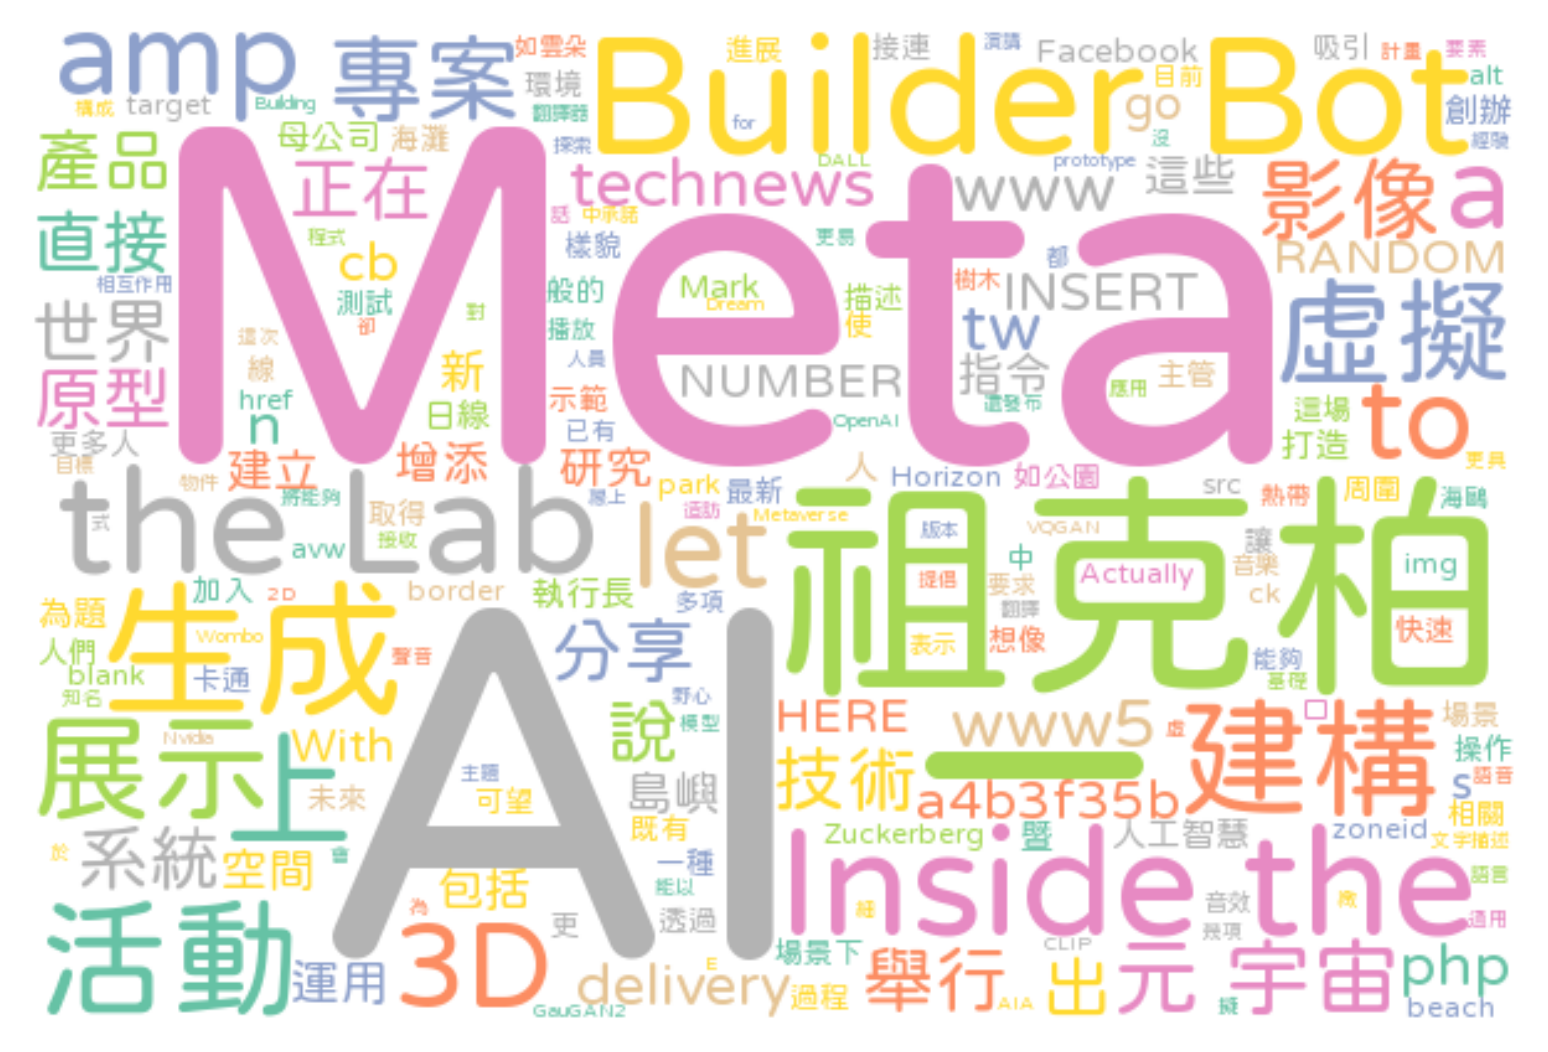 amp
專案
如雲朵
Builder Bot
進展
接連
演講
Facebook
吸引
計畫
要素
構成
target
Building
環境
翻譯器
for
目前
go
alt
創辦
經驗
產品
母公司
海灘
探索
DALL
沒
prototype
Meta
正在
technews
www
這些
影像
a
直接
程式
cb
話
中承諾
樣貌
更易
都
RANDOM
相互作用
測試
卻
對
般的
Mark
Dream
描述
使
樹木
INSERT
虛擬
世界
這次
線
新
播放
人員
tw
原型
href
n
日線
示範
NUMBER
指令
主管
應用
還發布
這場
to
更多人
已有
OpenAI
打造
目標
建立
增添
研究
人
Horizon
如公園
更具
物件
將能夠
park
最新
src
熱帶
周圍
海鷗
the Lab
式
取得
接收
avw
造訪
Metaverse
let
祖克柏
版本
VQGAN
讓
中
音樂
img
加入
2D
border
執行長
多項
提倡
要求
翻譯
Actually
ck
快速
為題
生成
Wombo
人們
聲音
AI
分享
表示
想像
能夠
基礎
blank
卡通
知名
野心
展示
Nvidia
上
With
說
模型
HERE
www5
虛
建構
口
場景
操作
主題
可望
未來
島嶼
技術
一
a4b3f35b
s
語音
系統
空間
會
於
既有
Zuckerberg
暨
人工智慧
zoneid
相關
文字描述
包括
一種
能以
Inside the
語言
活動
為
更
透過
細
音效
幾項
適用
運用
3D
delivery
E
場景下
CLIP
舉行
出
元宇宙
php
GauGAN2
過程
AIA
擬
beach